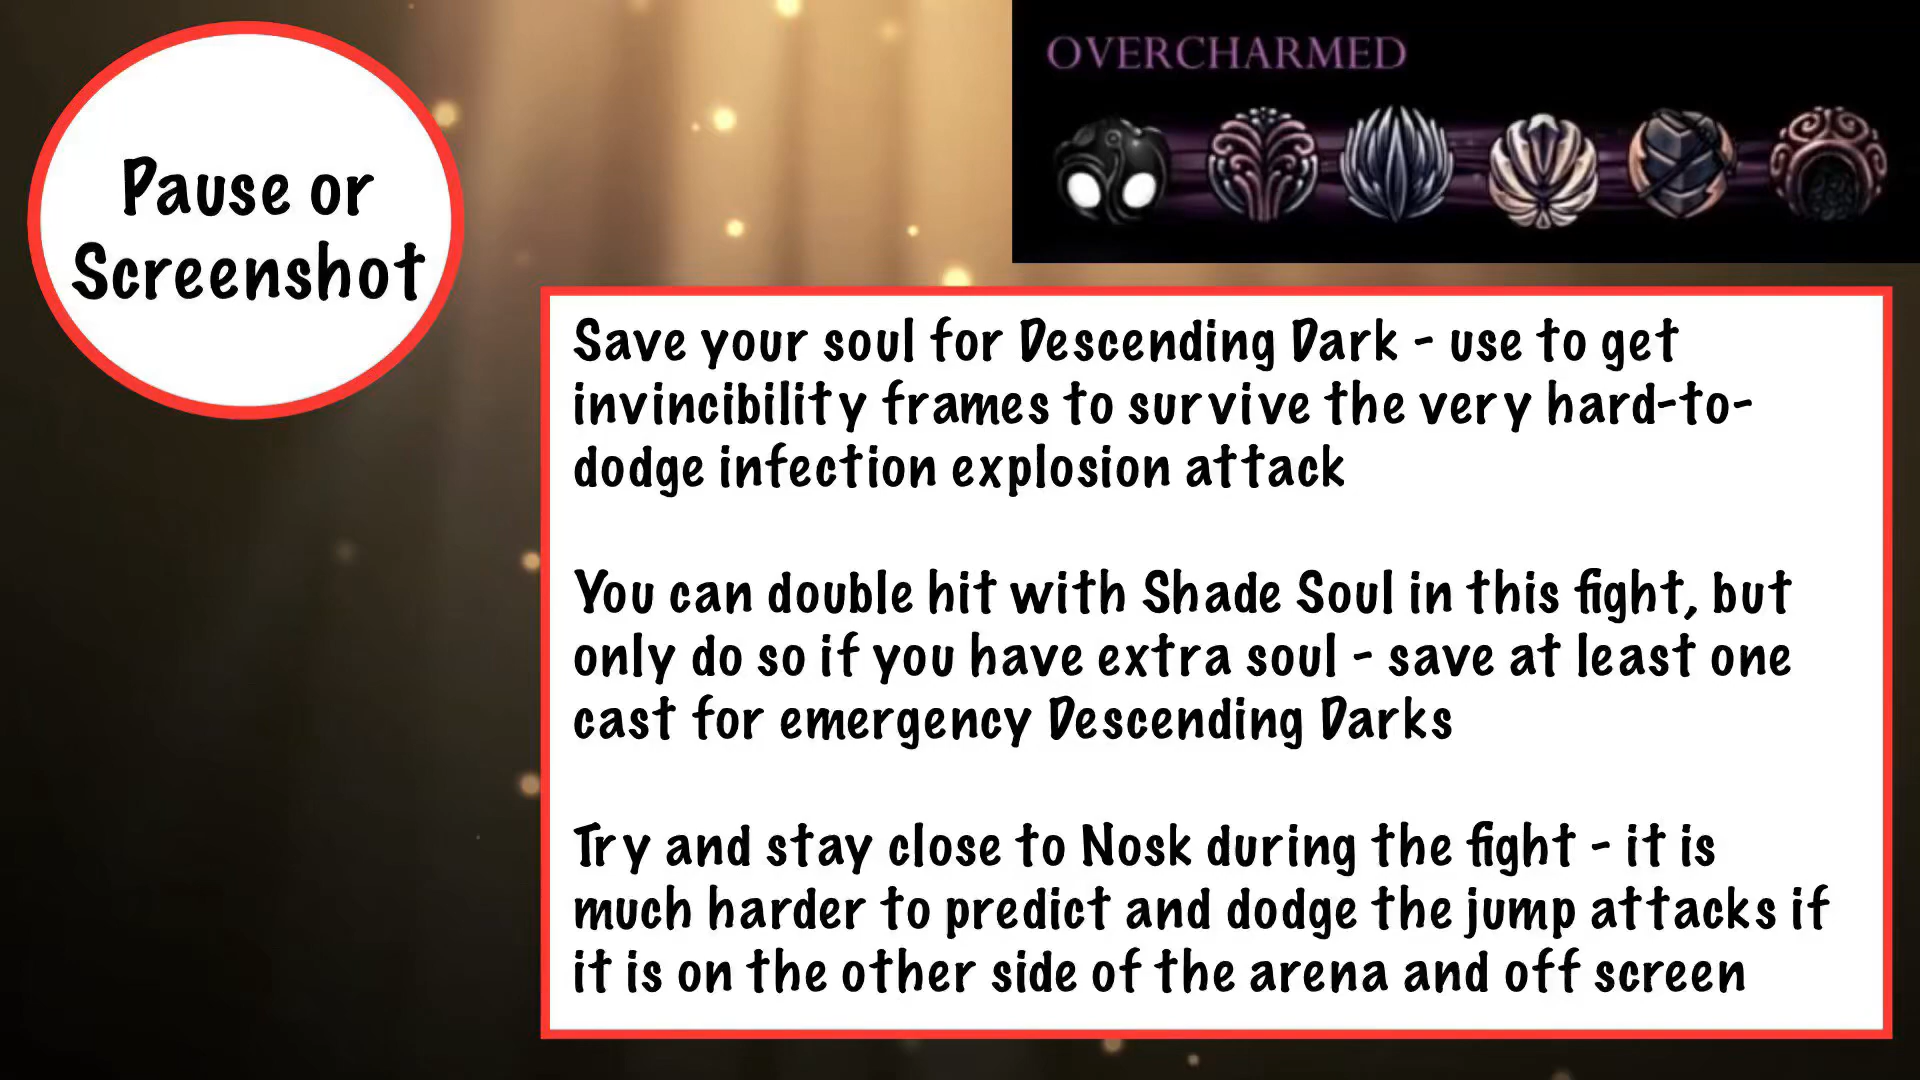 Pause or
Screenshot
OVERCHARMED
Save your soul for Descending Dark - use to get
invincibility frames to survive the very hard-to-
dodge infection explosion attack
You can double hit with Shade Soul in this fight, but
only do so if you have extra soul - save at least one
cast for emergency Descending Darks
Try and stay close to Nosk during the fight - it is
much harder to predict and dodge the jump attacks if
it is on the other side of the arena and off screen